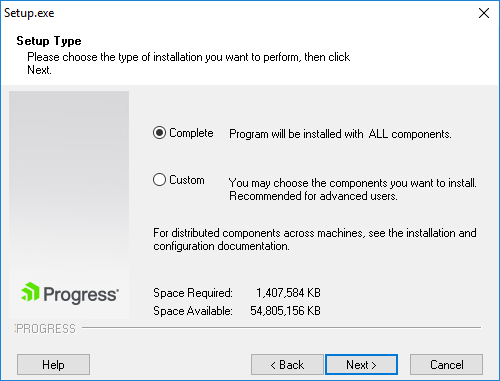 Setup.exe
Setup Type
Please choose the type of installation you want to perform, then click
Next.
Complete Program will be installed with ALL components.
Custom You may choose the components you want to install.
Recommended for advanced users.
For distributed components across machines, see the installation and
configuration documentation.
Progress
Space Required: 1,407,584 KB
Space Available: 54,805,156 KB
PROGRESS
Help < Back Next > Cancel